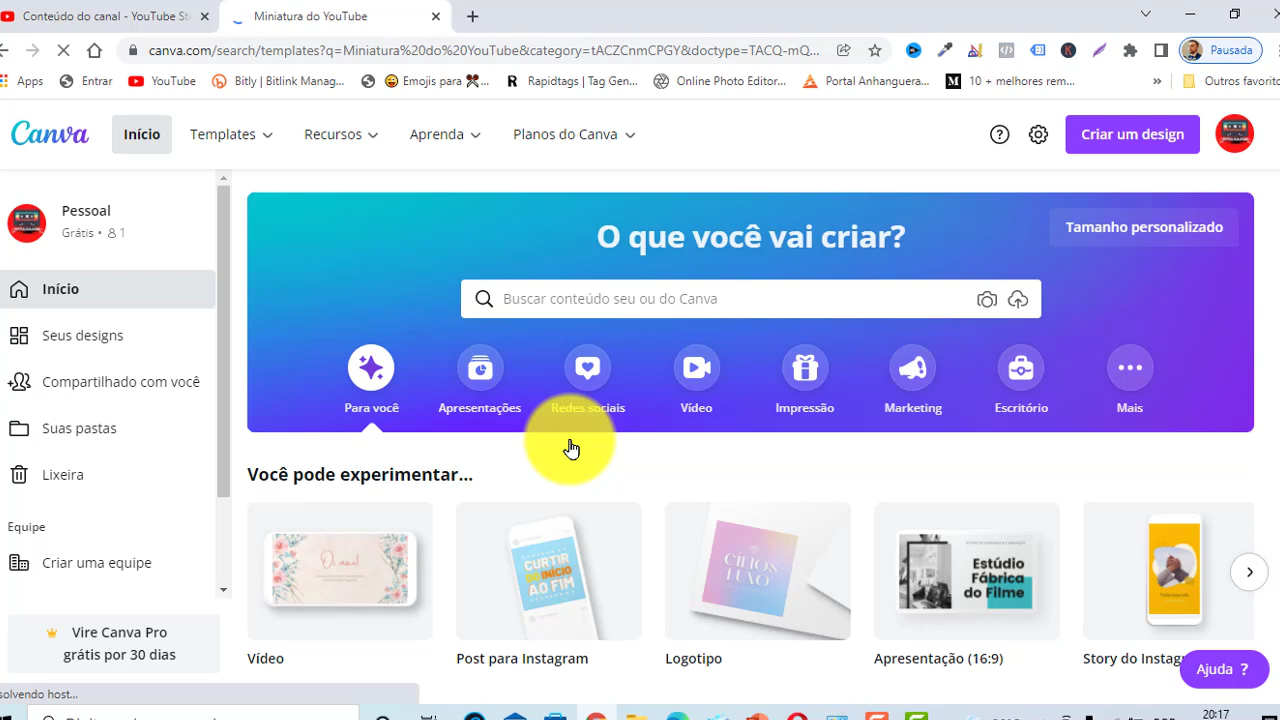 Conteúdo do canal - YouTube St
Miniatura do YouTube
canva.com/search/templates?q=Miniatura%20do%20YouTube&category=tACZCnmCPGY&doctype=TACQ-mQ...
Pausada
Apps
Entrar
YouTube
Bitly | Bitlink Manag...
Emojis para
Rapidtags | Tag Gen...
Online Photo Editor...
Portal Anhanguera...
10 + melhores rem...
»
Outros favorito
Canva
Início
Templates
Recursos
Aprenda
Planos do Canva
Criar um design
Pessoal
Grátis • 1
Início
Seus designs
Compartilhado com você
Suas pastas
Lixeira
Equipe
Criar uma equipe
Vire Canva Pro
grátis por 30 dias
O que você vai criar?
Tamanho personalizado
Buscar conteúdo seu ou do Canva
Para você
Apresentações
Redes sociais
Vídeo
Impressão
Marketing
Escritório
Mais
Você pode experimentar...
CURTIR
DO INÍCIO
AO FIM
CÍLIOS
LUXO
Estúdio
Fábrica
do Filme
Vídeo
Post para Instagram
Logotipo
Apresentação (16:9)
Story do Instag
Ajuda ?
solvendo host...
20:17